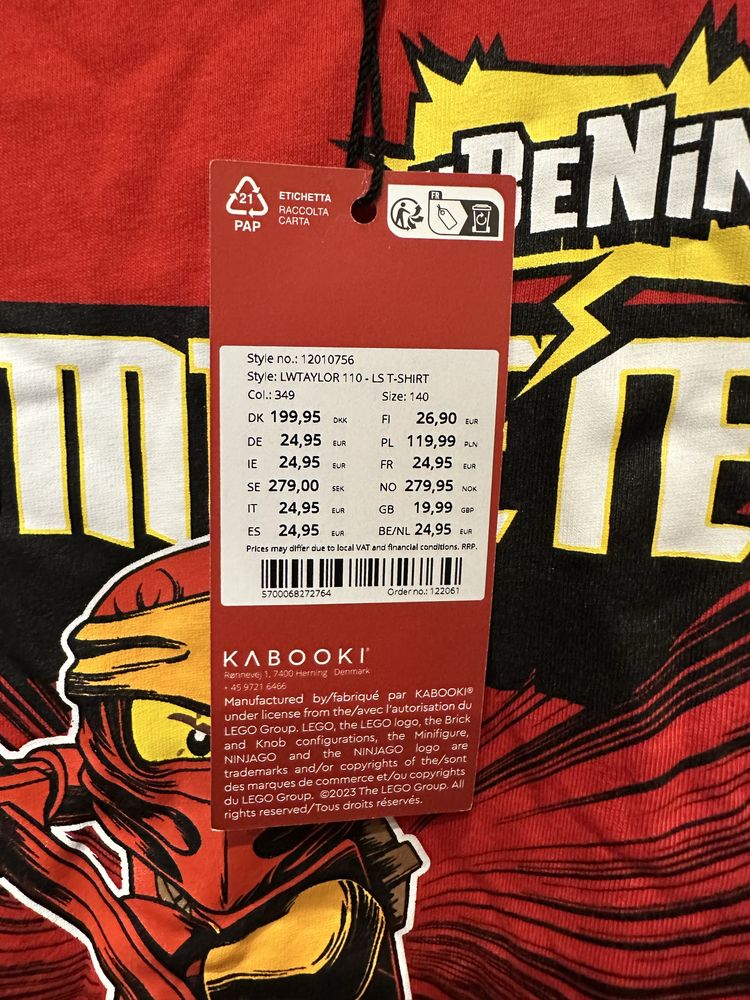 21
PAP
ETICHETTA
RACCOLTA
CARTA
FR
BENIN
Style no.: 12010756
Style: LWTAYLOR 110 - LS T-SHIRT
Col.: 349 Size: 140
DK 199,95 DKK FI 26,90 EUR
DE 24,95 EUR PL 119,99 PLN
IE 24,95 EUR FR 24,95 EUR
SE 279,00 SEK NO 279,95 NOK
IT 24,95 EUR GB 19,99 GBP
ES 24,95 EUR BE/NL 24,95 EUR
Prices may differ due to local VAT and financial conditions. RRP.
5700068272764 Order no.: 122061
KABOOKI®
Rønnevej 1, 7400 Herning Denmark
+ 45 9721 6466
Manufactured by/fabriqué par KABOOKI®
under license from the/avec l'autorisation du
LEGO Group. LEGO, the LEGO logo, the Brick
and Knob configurations, the Minifigure,
NINJAGO and the NINJAGO logo are
trademarks and/or copyrights of the/sont
des marques de commerce et/ou copyrights
du LEGO Group. ©2023 The LEGO Group. All
rights reserved/Tous droits réservés.